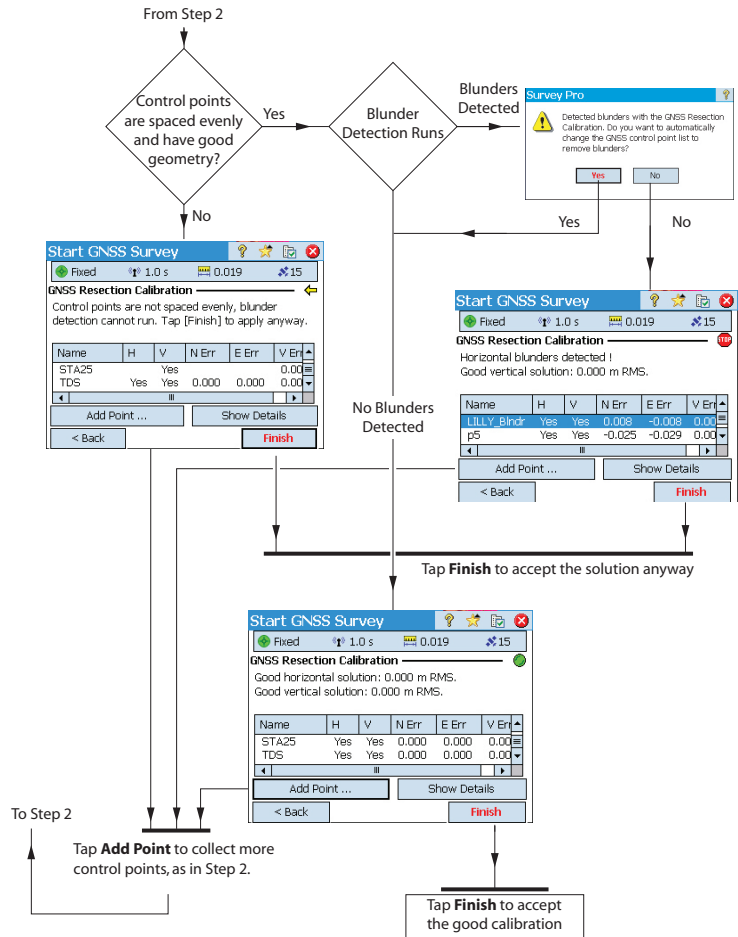 From Step 2
Control points
are spaced evenly
and have good
geometry?
Yes
Blunder
Detection Runs
Blunders
Detected
Survey Pro
?
Detected blunders with the GNSS Resection
Calibration. Do you want to automatically
change the GNSS control point list to
remove blunders?
Yes
No
No
Yes
No
Start GNSS Survey
?
Fixed 1.0 s 0.019 15
GNSS Resection Calibration
Control points are not spaced evenly, blunder
detection cannot run. Tap [Finish] to apply anyway.
Name H V N Err E Err V Err
STA25 Yes 0.00
TDS Yes Yes 0.000 0.000 0.00
Add Point ... Show Details
< Back Finish
Start GNSS Survey
?
Fixed 1.0 s 0.019 15
GNSS Resection Calibration
STOP
Horizontal blunders detected !
Good vertical solution: 0.000 m RMS.
Name H V N Err E Err V Err
LILLY_Blndr Yes Yes 0.008 -0.008 0.00
p5 Yes Yes -0.025 -0.029 0.00
Add Point ... Show Details
< Back Finish
No Blunders
Detected
Tap Finish to accept the solution anyway
Start GNSS Survey
?
Fixed 1.0 s 0.019 15
GNSS Resection Calibration
Good horizontal solution: 0.000 m RMS.
Good vertical solution: 0.000 m RMS.
Name H V N Err E Err V Err
STA25 Yes Yes 0.000 0.000 0.00
TDS Yes Yes 0.000 0.000 0.00
Add Point ... Show Details
< Back Finish
To Step 2
Tap Add Point to collect more
control points, as in Step 2.
Tap Finish to accept
the good calibration